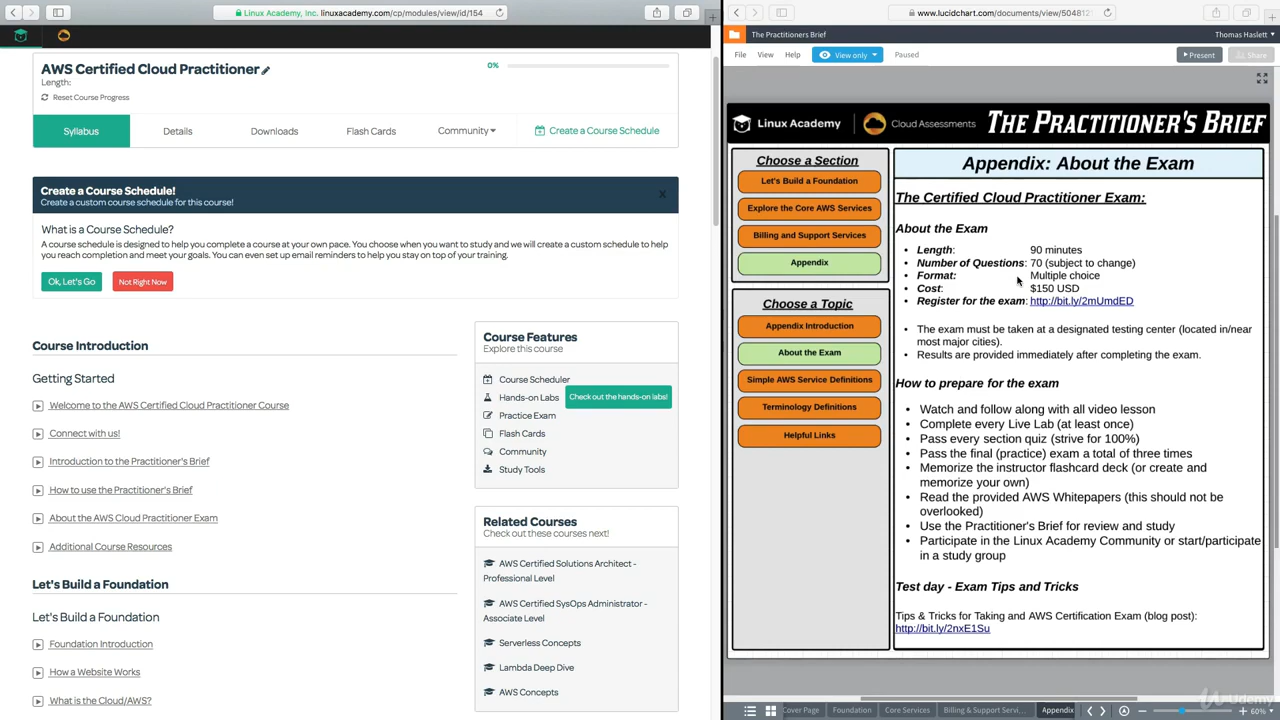 Linux Academy, Inc. linuxacademy.com/cp/modules/view/id/154
AWS Certified Cloud Practitioner
Length:
Reset Course Progress
0%
Syllabus
Details
Downloads
Flash Cards
Community
Create a Course Schedule
Create a Course Schedule!
Create a custom course schedule for this course!
X
What is a Course Schedule?
A course schedule is designed to help you complete a course at your own pace. You choose when you want to study and we will create a custom schedule to help
you reach completion and meet your goals. You can even set up email reminders to help you stay on top of your training.
Ok, Let's Go
Not Right Now
Course Introduction
Getting Started
Welcome to the AWS Certified Cloud Practitioner Course
Connect with us!
Introduction to the Practitioner's Brief
How to use the Practitioner's Brief
About the AWS Cloud Practitioner Exam
Additional Course Resources
Let's Build a Foundation
Let's Build a Foundation
Foundation Introduction
How a Website Works
What is the Cloud/AWS?
Course Features
Explore this course
Course Scheduler
Hands-on Labs
Check out the hands-on labs!
Practice Exam
Flash Cards
Community
Study Tools
Related Courses
Check out these courses next!
AWS Certified Solutions Architect -
Professional Level
AWS Certified SysOps Administrator -
Associate Level
Serverless Concepts
Lambda Deep Dive
AWS Concepts
www.lucidchart.com/documents/view/504812
The Practitioners Brief
Thomas Haslett
File
View
Help
View only
Paused
Present
Share
Linux Academy
Cloud Assessments
THE PRACTITIONER'S BRIEF
Choose a Section
Let's Build a Foundation
Explore the Core AWS Services
Billing and Support Services
Appendix
Choose a Topic
Appendix Introduction
About the Exam
Simple AWS Service Definitions
Terminology Definitions
Helpful Links
Appendix: About the Exam
The Certified Cloud Practitioner Exam:
About the Exam
• Length: 90 minutes
• Number of Questions: 70 (subject to change)
• Format: Multiple choice
• Cost: $150 USD
• Register for the exam: http://bit.ly/2mUmdED
• The exam must be taken at a designated testing center (located in/near
most major cities).
• Results are provided immediately after completing the exam.
How to prepare for the exam
• Watch and follow along with all video lesson
• Complete every Live Lab (at least once)
• Pass every section quiz (strive for 100%)
• Pass the final (practice) exam a total of three times
• Memorize the instructor flashcard deck (or create and
memorize your own)
• Read the provided AWS Whitepapers (this should not be
overlooked)
• Use the Practitioner's Brief for review and study
• Participate in the Linux Academy Community or start/participate
in a study group
Test day - Exam Tips and Tricks
Tips & Tricks for Taking and AWS Certification Exam (blog post):
http://bit.ly/2nxE1Su
Cover Page
Foundation
Core Services
Billing & Support Servi...
Appendix
60%
Udemy